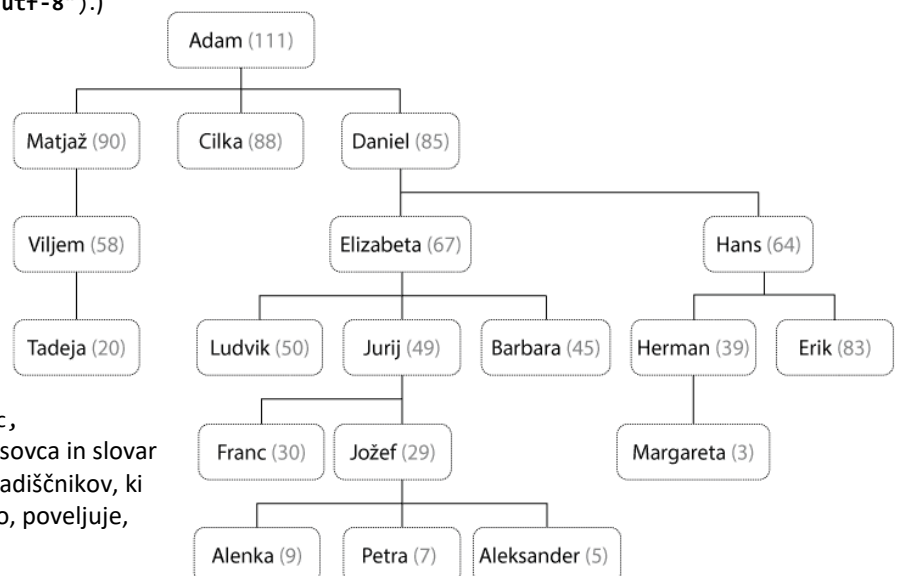 utf-8").)
Adam (111)
Matjaž (90) Cilka (88) Daniel (85)
Viljem (58) Elizabeta (67) Hans (64)
Tadeja (20) Ludvik (50) Jurij (49) Barbara (45) Herman (39) Erik (83)
c,
sovca in slovar
Franc (30) Jožef (29) Margareta (3)
adiščnikov, ki
o, poveljuje,
Alenka (9) Petra (7) Aleksander (5)